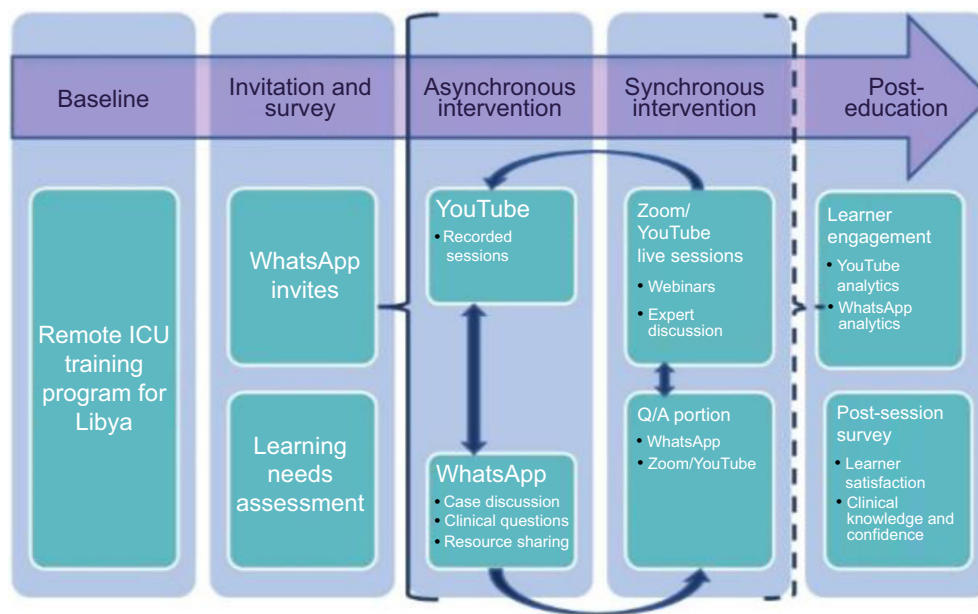 Baseline
Invitation and
survey
Asynchronous
intervention
Synchronous
intervention
Post-
education
Remote ICU
training
program for
Libya
WhatsApp
invites
Learning
needs
assessment
YouTube
• Recorded
sessions
WhatsApp
• Case discussion
• Clinical questions
• Resource sharing
Zoom/
YouTube
live sessions
• Webinars
• Expert
discussion
Q/A portion
• WhatsApp
• Zoom/YouTube
Learner
engagement
• YouTube
analytics
• WhatsApp
analytics
Post-session
survey
• Learner
satisfaction
• Clinical
knowledge and
confidence